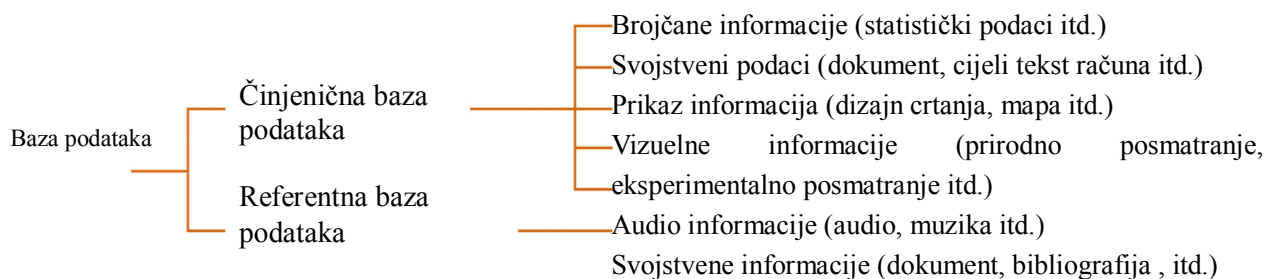 Baza podataka
Činjenična baza
podataka
Referentna baza
podataka
Brojčane informacije (statistički podaci itd.)
Svojstveni podaci (dokument, cijeli tekst računa itd.)
Prikaz informacija (dizajn crtanja, mapa itd.)
Vizuelne informacije (prirodno posmatranje,
eksperimentalno posmatranje itd.)
Audio informacije (audio, muzika itd.)
Svojstvene informacije (dokument, bibliografija , itd.)